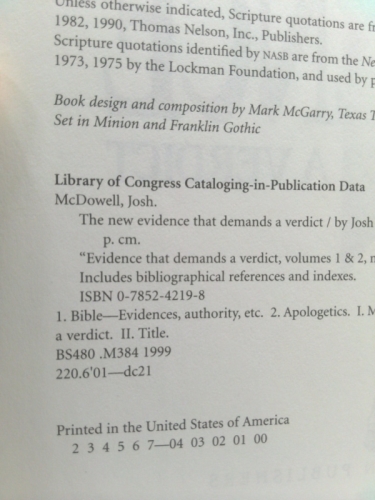 Unless otherwise indicated, Scripture quotations are
1982, 1990, Thomas Nelson, Inc., Publishers.
Scripture quotations identified by NASB are from the
1973, 1975 by the Lockman Foundation, and used by
Book design and composition by Mark McGarry, Texas
Set in Minion and Franklin Gothic
Library of Congress Cataloging-in-Publication Data
McDowell, Josh.
The new evidence that demands a verdict / by Josh
p. cm.
“Evidence that demands a verdict, volumes 1 & 2,
Includes bibliographical references and indexes.
ISBN 0-7852-4219-8
1. Bible—Evidences, authority, etc. 2. Apologetics. I.
a verdict. II. Title.
BS480 .M384 1999
220.6'01—dc21
Printed in the United States of America
2 3 4 5 6 7—04 03 02 01 00